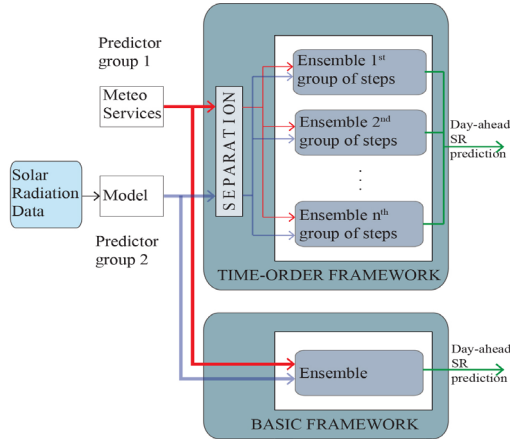 Predictor
group 1
Meteo
Services
Solar
Radiation
Data
Model
Predictor
group 2
SEPARATION
Ensemble 1st
group of steps
Ensemble 2nd
group of steps
...
Ensemble nth
group of steps
TIME-ORDER FRAMEWORK
Day-ahead
SR
prediction
Ensemble
BASIC FRAMEWORK
Day-ahead
SR
prediction